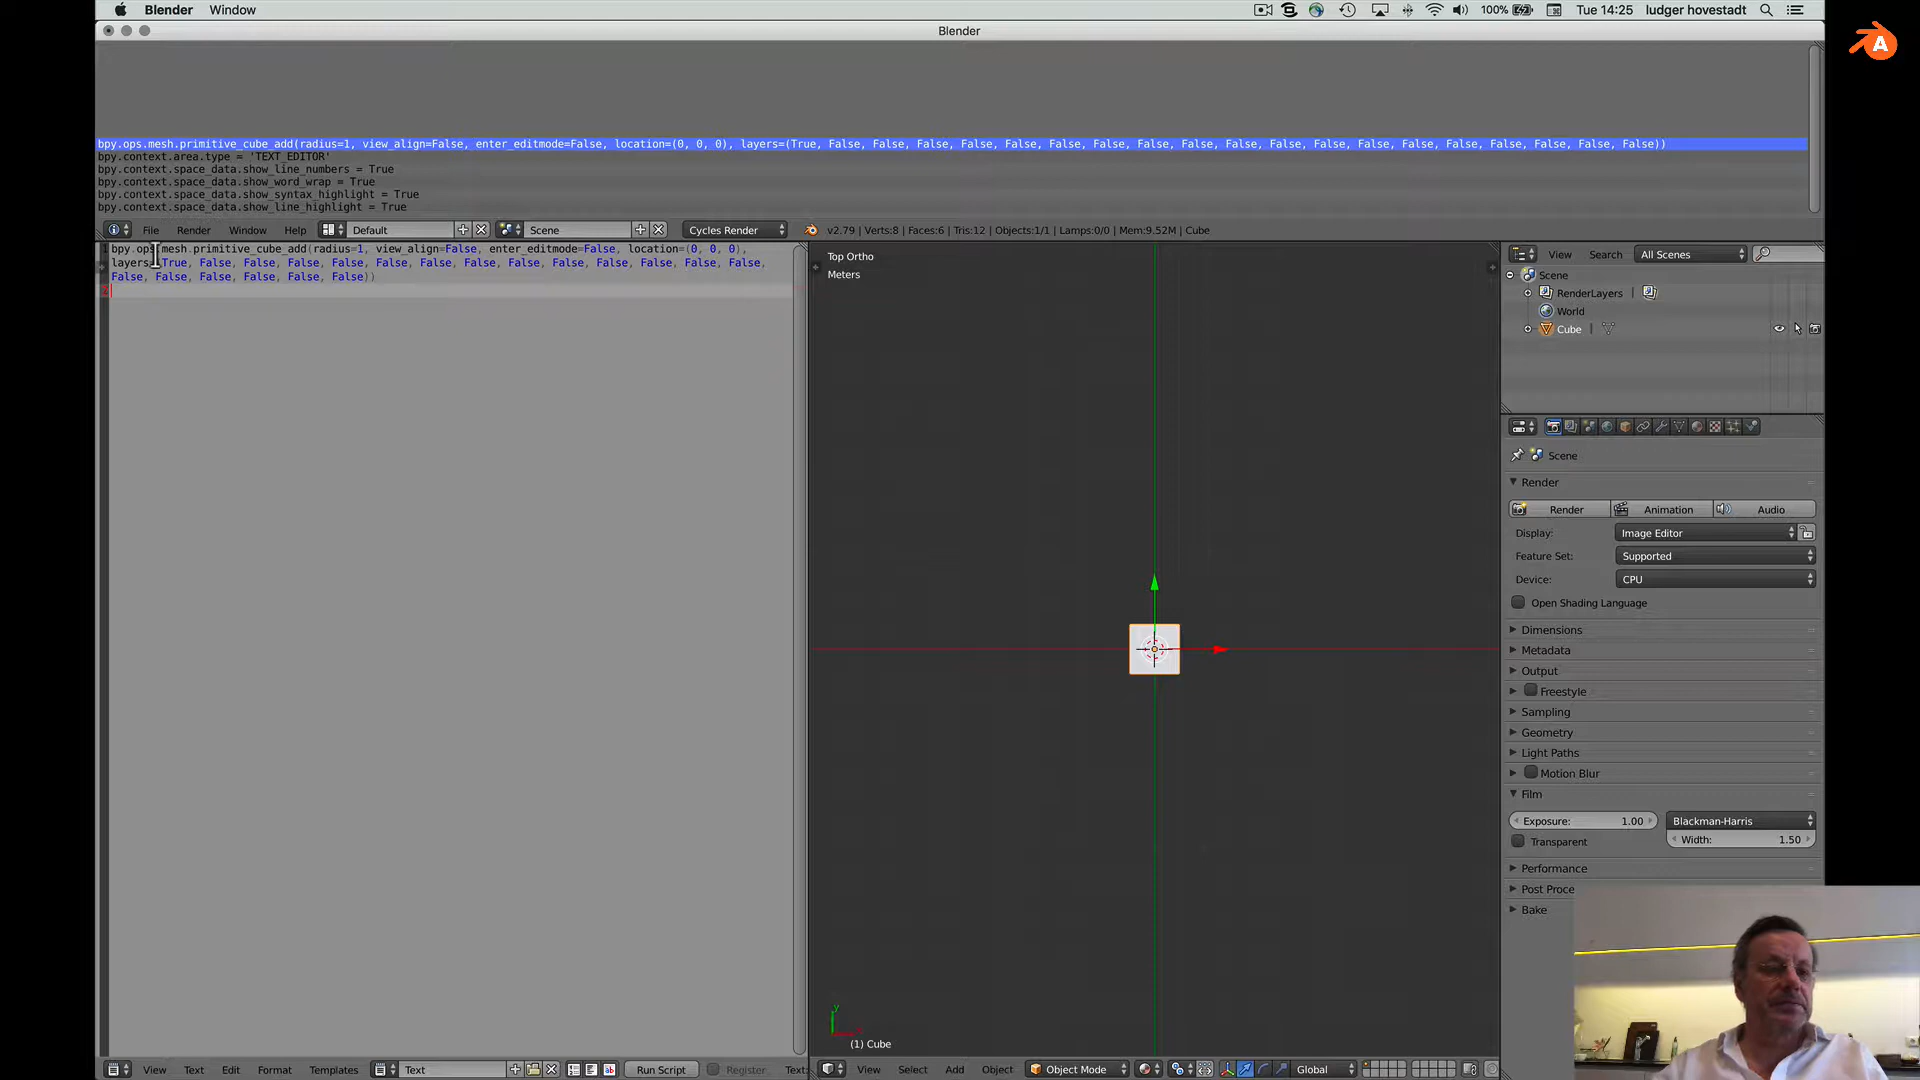 Blender Window 100% Tue 14:25 ludger hovestadt
Blender
bpy.ops.mesh.primitive_cube_add(radius=1, view_align=False, enter_editmode=False, location=(0, 0, 0), layers=(True, False, False, False, False, False, False, False, False, False, False, False, False, False, False, False, False, False, False, False))
bpy.context.area.type = 'TEXT_EDITOR'
bpy.context.space_data.show_line_numbers = True
bpy.context.space_data.show_word_wrap = True
bpy.context.space_data.show_syntax_highlight = True
bpy.context.space_data.show_line_highlight = True
File Render Window Help Default Scene Cycles Render v2.79 | Verts:8 | Faces:6 | Tris:12 | Objects:1/1 | Lamps:0/0 | Mem:9.52M | Cube
1 bpy.ops.mesh.primitive_cube_add(radius=1, view_align=False, enter_editmode=False, location=(0, 0, 0),
layers=(True, False, False, False, False, False, False, False, False, False, False, False, False, False,
False, False, False, False, False, False))
2
Top Ortho
Meters
(1) Cube
View Search All Scenes
Scene
RenderLayers
World
Cube
Scene
Render
Render Animation Audio
Display: Image Editor
Feature Set: Supported
Device: CPU
Open Shading Language
Dimensions
Metadata
Output
Freestyle
Sampling
Geometry
Light Paths
Motion Blur
Film
Exposure: 1.00 Blackman-Harris
Transparent Width: 1.50
Performance
Post Proce
Bake
View Text Edit Format Templates Text Run Script Register Text:
View Select Add Object Object Mode Global
y
A